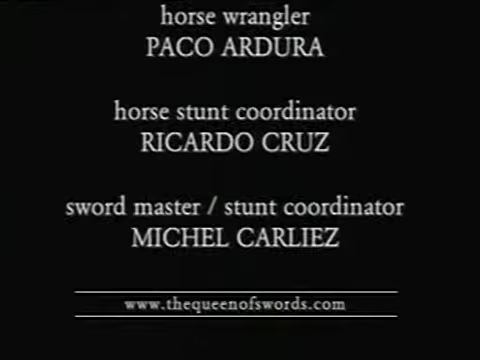 horse wrangler
PACO ARDURA
horse stunt coordinator
RICARDO CRUZ
sword master / stunt coordinator
MICHEL CARLIEZ
www.thequeenofswords.com